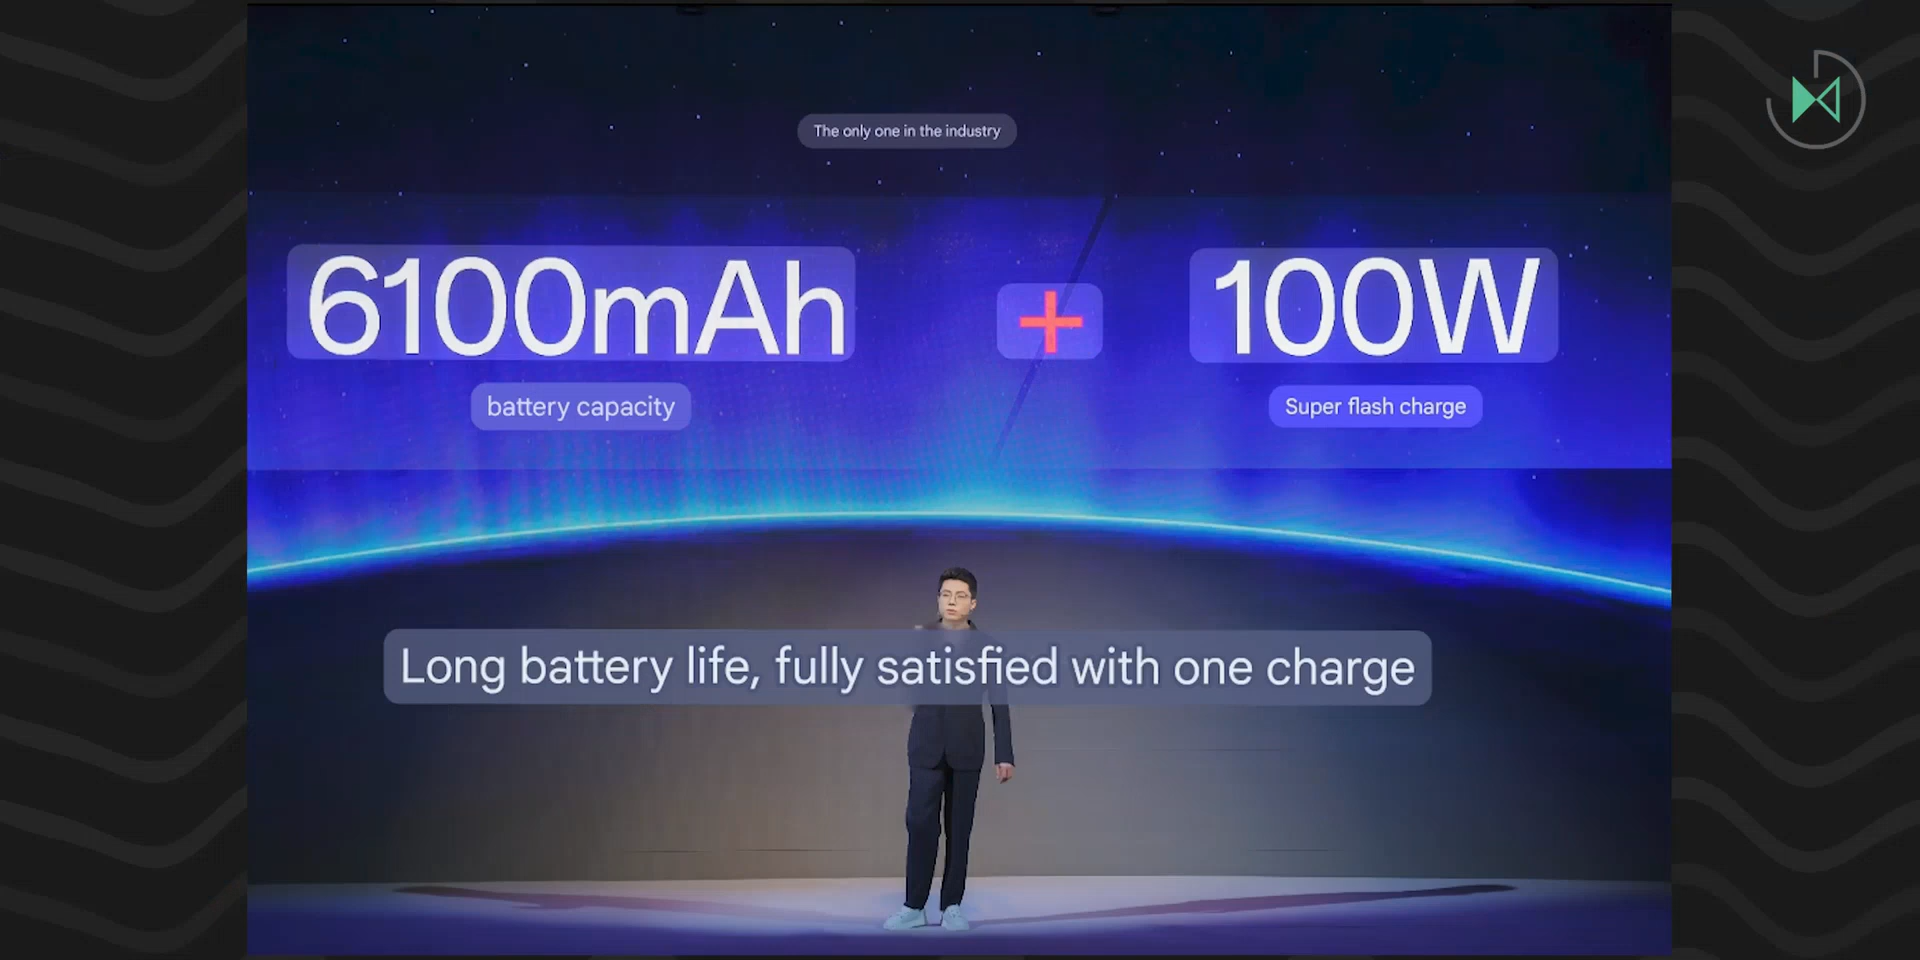 The only one in the industry
6100mAh + 100W
battery capacity
Super flash charge
Long battery life, fully satisfied with one charge